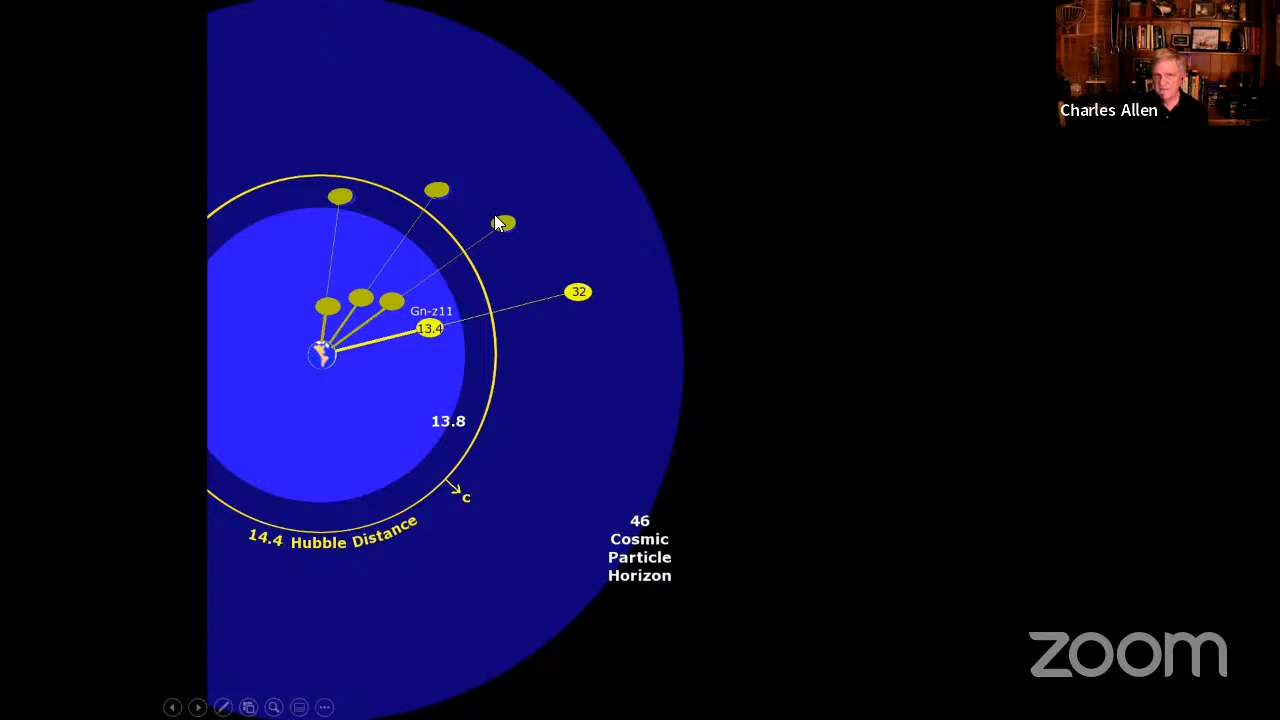 Charles Allen
32
Gn-z11
13.4
13.8
c
14.4 Hubble Distance
46
Cosmic
Particle
Horizon
zoom